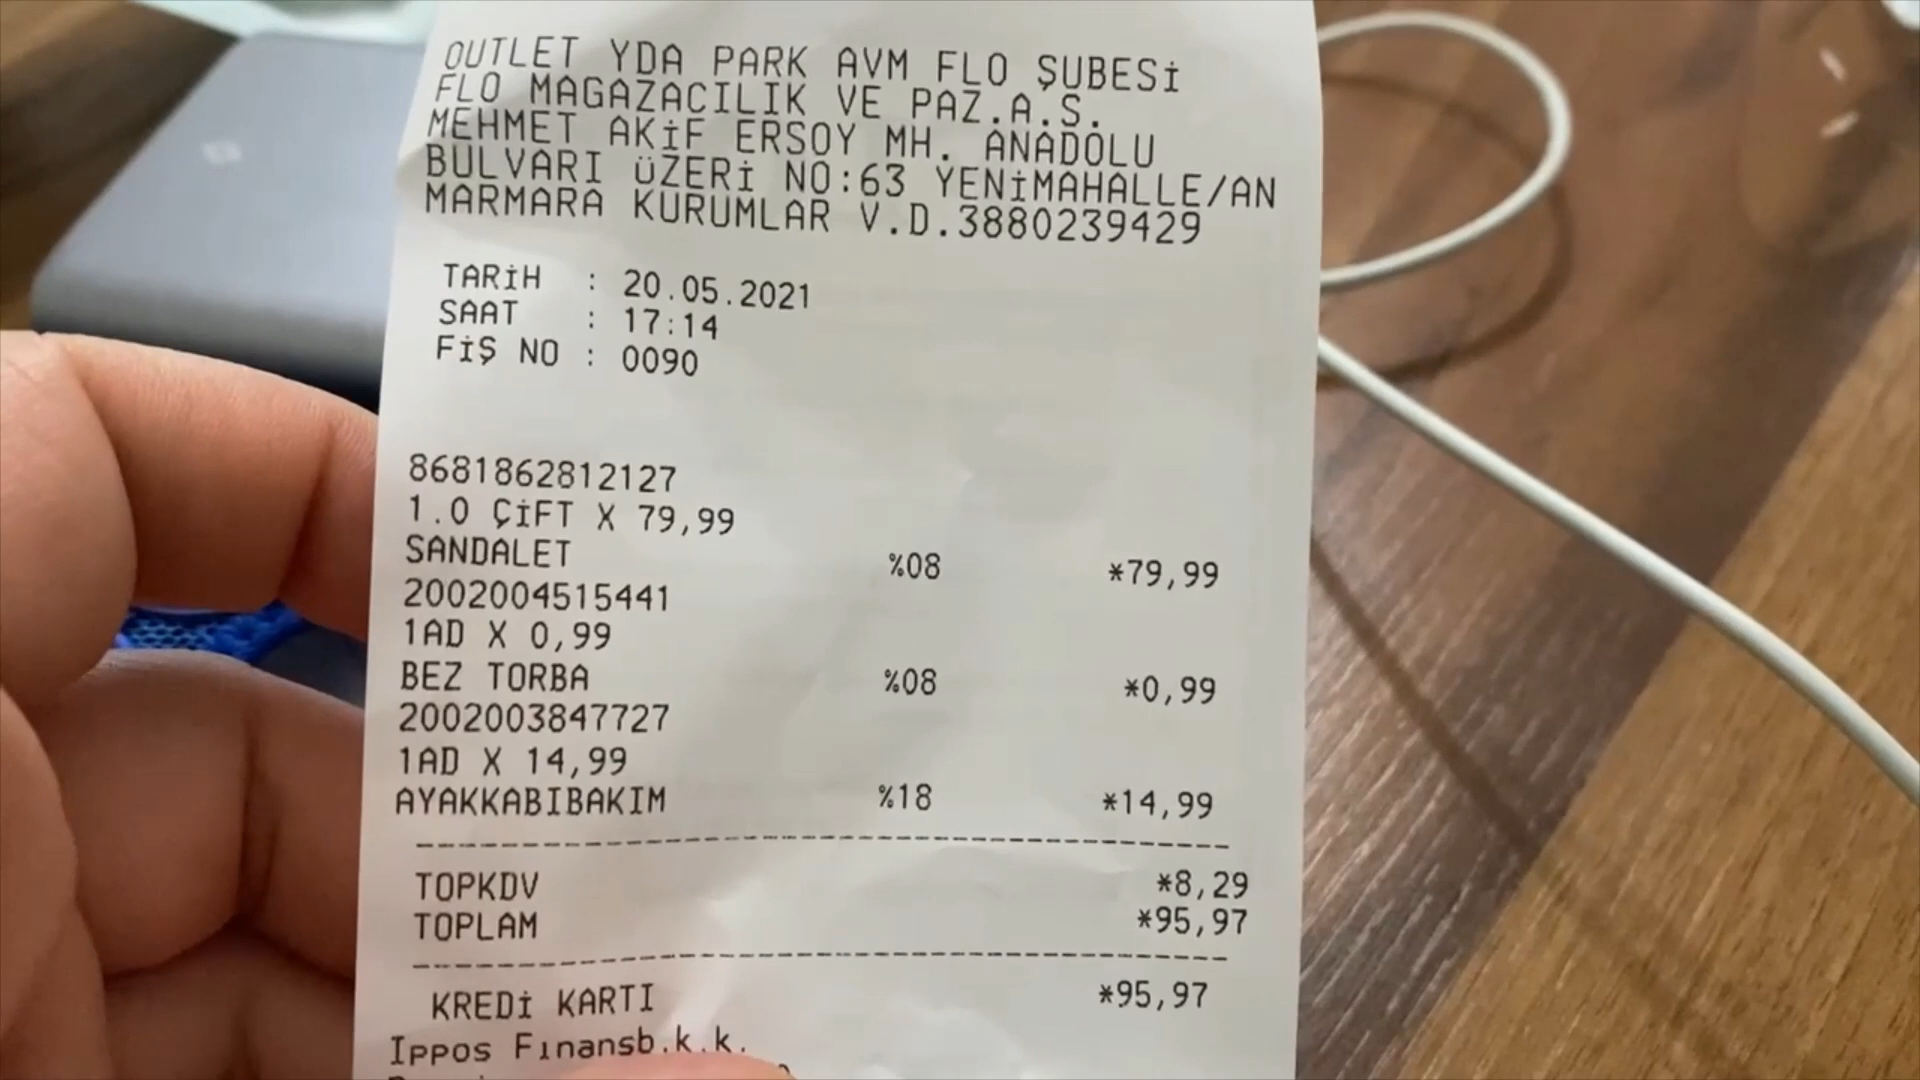 OUTLET YDA PARK AVM FLO ŞUBESİ
FLO MAGAZACILIK VE PAZ.A.S.
MEHMET AKİF ERSOY MH. ANADOLU
BULVARI ÜZERİ NO:63 YENİMAHALLE/AN
MARMARA KURUMLAR V.D.3880239429
TARİH : 20.05.2021
SAAT : 17:14
FİŞ NO : 0090
8681862812127
1.0 ÇİFT X 79,99
SANDALET %08 *79,99
2002004515441
1AD X 0,99
BEZ TORBA %08 *0,99
2002003847727
1AD X 14,99
AYAKKABIBAKIM %18 *14,99
TOPKDV *8,29
TOPLAM *95,97
KREDİ KARTI *95,97
Ippos Finansb.k.k.